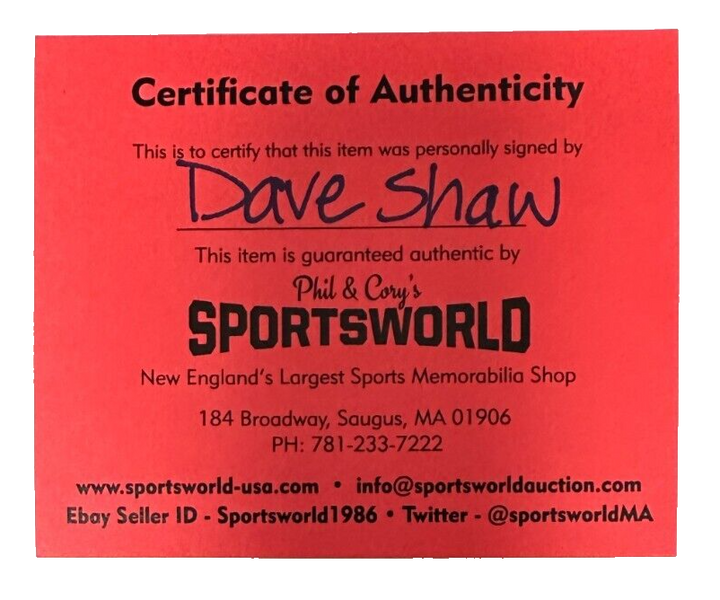 Certificate of Authenticity
This is to certify that this item was personally signed by
Dave Shaw
This item is guaranteed authentic by
Phil & Cory's
SPORTSWORLD
New England's Largest Sports Memorabilia Shop
184 Broadway, Saugus, MA 01906
PH: 781-233-7222
www.sportsworld-usa.com • info@sportsworldauction.com
Ebay Seller ID - Sportsworld1986 • Twitter - @sportsworldMA